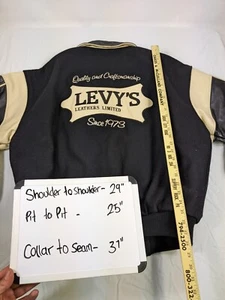 Quality and Craftsmanship
LEVY'S
LEATHERS LIMITED
Since 1973
Shoulder to shoulder - 29"
Pit to Pit - 25"
Collar to seam - 31"